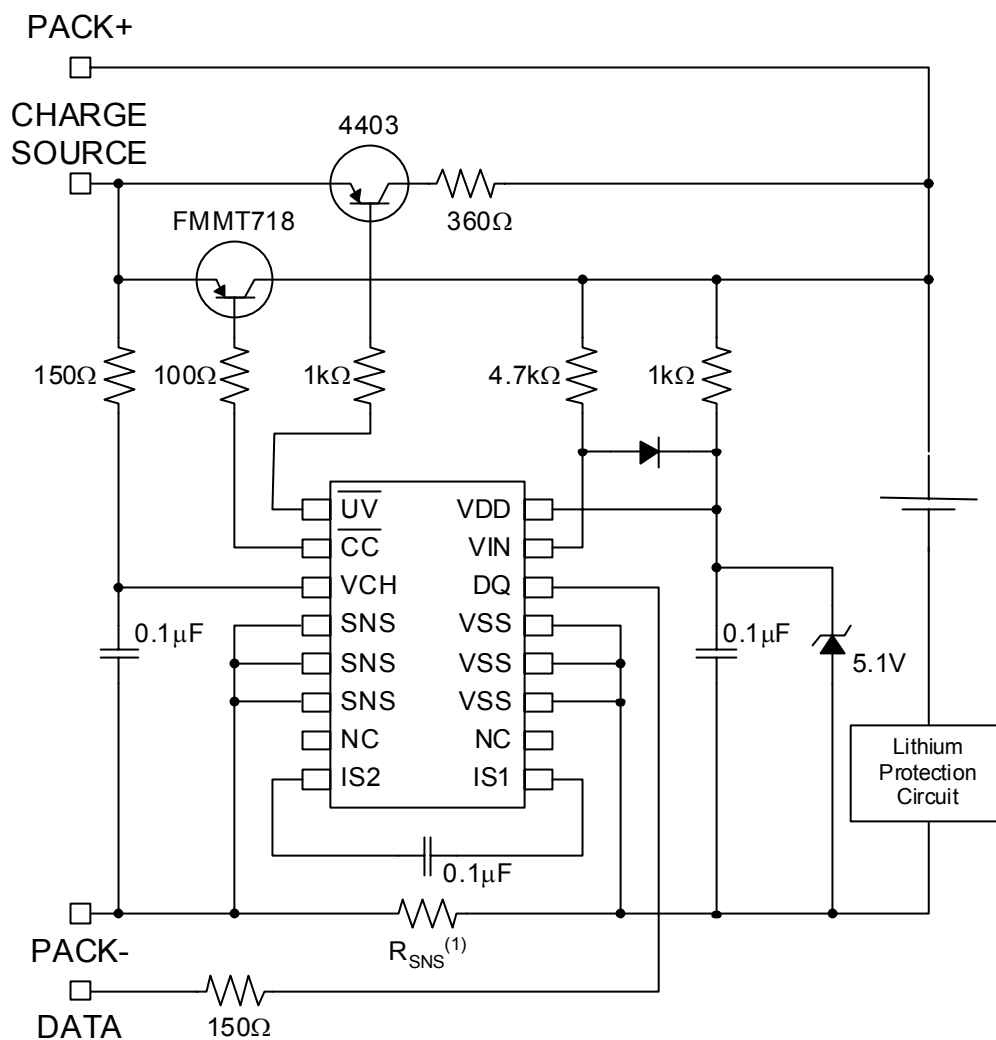 PACK+
CHARGE
SOURCE
4403
360Ω
FMMT718
150Ω
100Ω
1kΩ
4.7kΩ
1kΩ
UV
VDD
CC
VIN
VCH
DQ
SNS
VSS
SNS
VSS
SNS
VSS
NC
NC
IS2
IS1
0.1µF
0.1µF
5.1V
Lithium
Protection
Circuit
0.1µF
PACK-
RSNS(1)
DATA
150Ω